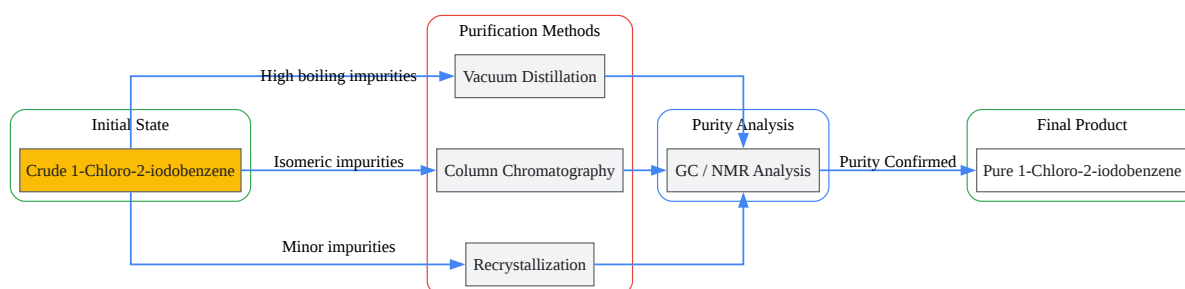 Purification Methods
High boiling impurities
Vacuum Distillation
Initial State
Purity Analysis
Final Product
Crude 1-Chloro-2-iodobenzene
Isomeric impurities
Column Chromatography
GC / NMR Analysis
Purity Confirmed
Pure 1-Chloro-2-iodobenzene
Minor impurities
Recrystallization